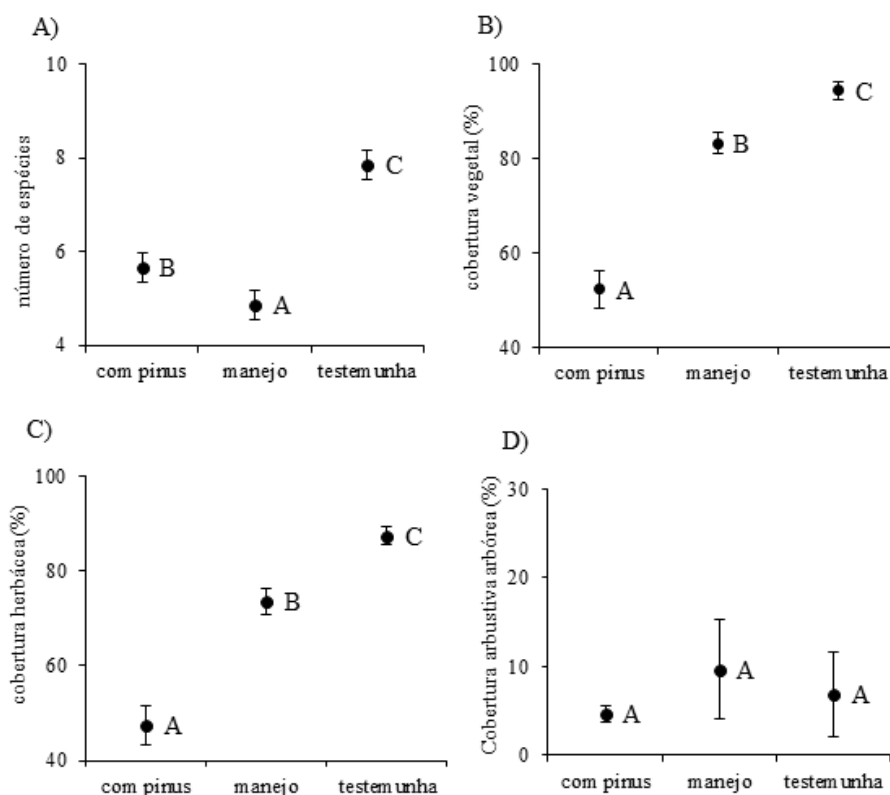 A)
número de espécies
10
8
6
4
B
A
C
com pinus manejo testemunha
B)
cobertura vegetal (%)
100
80
60
40
A
B
C
com pinus manejo testemunha
C)
cobertura herbácea (%)
100
80
60
40
A
B
C
com pinus manejo testemunha
D)
Cobertura arbustiva arbórea (%)
30
20
10
0
A
A
A
com pinus manejo testemunha